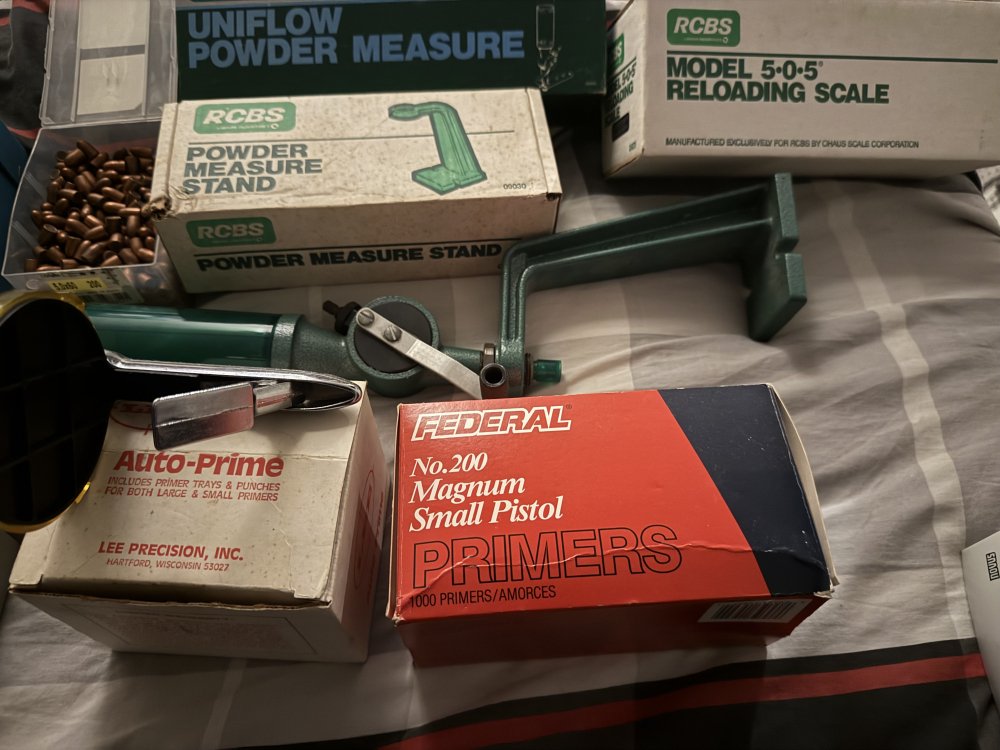 UNIFLOW
POWDER MEASURE
RCBS
MODEL 5·0·5®
RELOADING SCALE
MANUFACTURED EXCLUSIVELY FOR RCBS BY OHAUS SCALE CORPORATION
RCBS
POWDER
MEASURE
STAND
09030
RCBS
POWDER MEASURE STAND
200
FEDERAL®
No.200
Magnum
Small Pistol
PRIMERS
1000 PRIMERS/AMORCES
Auto-Prime
INCLUDES PRIMER TRAYS & PUNCHES
FOR BOTH LARGE & SMALL PRIMERS
LEE PRECISION, INC.
HARTFORD, WISCONSIN 53027